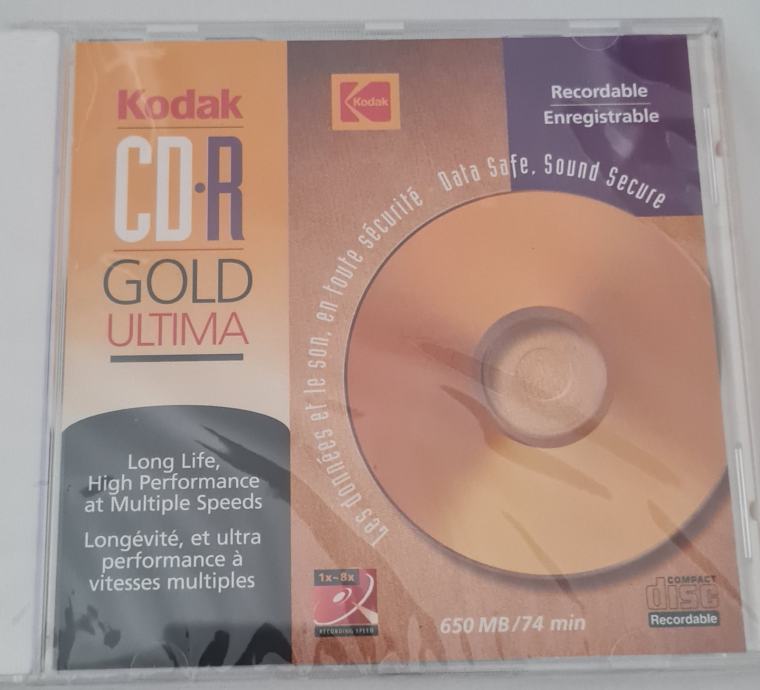 Kodak
CD-R
GOLD
ULTIMA
Long Life,
High Performance
at Multiple Speeds
Longévité, et ultra
performance à
vitesses multiples
Kodak
Recordable
Enregistrable
Les données et le son, en toute sécurité · Data Safe, Sound Secure
1x-8x
RECORDING SPEED
650 MB/74 min
COMPACT
disc
Recordable